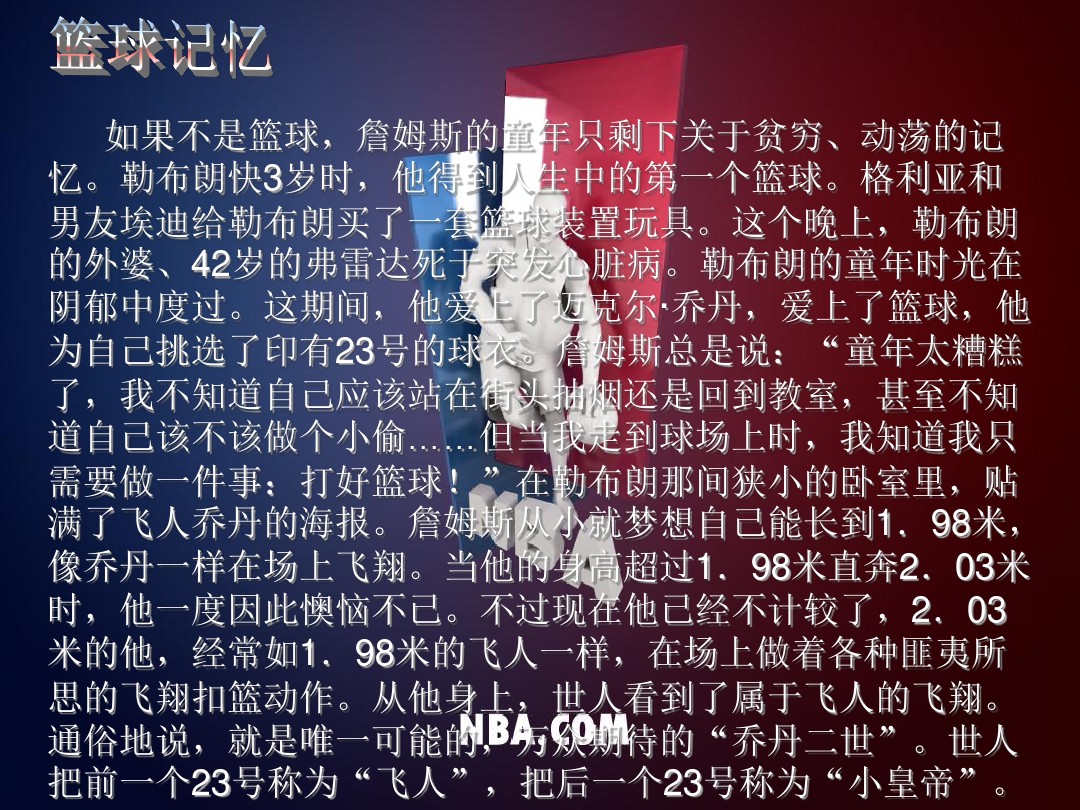 篮球记忆
如果不是篮球，詹姆斯的童年只剩下关于贫穷、动荡的记
忆。勒布朗快3岁时，他得到人生中的第一个篮球。格利亚和
男友埃迪给勒布朗买了一套篮球装置玩具。这个晚上，勒布朗
的外婆、42岁的弗雷达死于突发心脏病。勒布朗的童年时光在
阴郁中度过。这期间，他爱上了迈克尔·乔丹，爱上了篮球，他
为自己挑选了印有23号的球衣。詹姆斯总是说：“童年太糟糕
了，我不知道自己应该站在街头抽烟还是回到教室，甚至不知
道自己该不该做个小偷……但当我走到球场上时，我知道我只
需要做一件事：打好篮球！”在勒布朗那间狭小的卧室里，贴
满了飞人乔丹的海报。詹姆斯从小就梦想自己能长到1．98米，
像乔丹一样在场上飞翔。当他的身高超过1．98米直奔2．03米
时，他一度因此懊恼不已。不过现在他已经不计较了，2．03
米的他，经常如1．98米的飞人一样，在场上做着各种匪夷所
思的飞翔扣篮动作。从他身上，世人看到了属于飞人的飞翔。
通俗地说，就是唯一可能的，万众期待的“乔丹二世”。世人
把前一个23号称为“飞人”，把后一个23号称为“小皇帝”。
NBA
NBA.COM